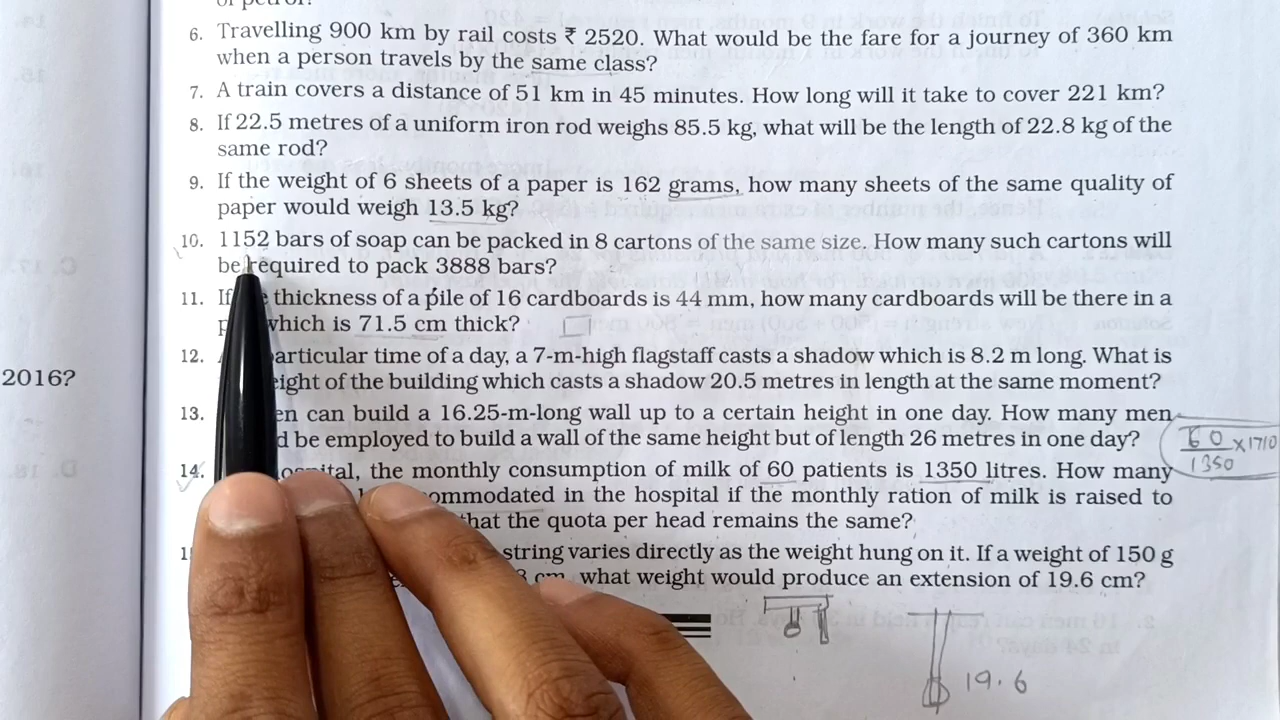 6. Travelling 900 km by rail costs ₹ 2520. What would be the fare for a journey of 360 km
when a person travels by the same class?
7. A train covers a distance of 51 km in 45 minutes. How long will it take to cover 221 km?
8. If 22.5 metres of a uniform iron rod weighs 85.5 kg, what will be the length of 22.8 kg of the
same rod?
9. If the weight of 6 sheets of a paper is 162 grams, how many sheets of the same quality of
paper would weigh 13.5 kg?
10. 1152 bars of soap can be packed in 8 cartons of the same size. How many such cartons will
be required to pack 3888 bars?
11. If thickness of a pile of 16 cardboards is 44 mm, how many cardboards will be there in a
which is 71.5 cm thick?
12. articular time of a day, a 7-m-high flagstaff casts a shadow which is 8.2 m long. What is
eight of the building which casts a shadow 20.5 metres in length at the same moment?
2016?
13. en can build a 16.25-m-long wall up to a certain height in one day. How many men
d be employed to build a wall of the same height but of length 26 metres in one day?
60/1350 ×1710
14. ospital, the monthly consumption of milk of 60 patients is 1350 litres. How many
ommodated in the hospital if the monthly ration of milk is raised to
that the quota per head remains the same?
string varies directly as the weight hung on it. If a weight of 150 g
cm, what weight would produce an extension of 19.6 cm?
19.6